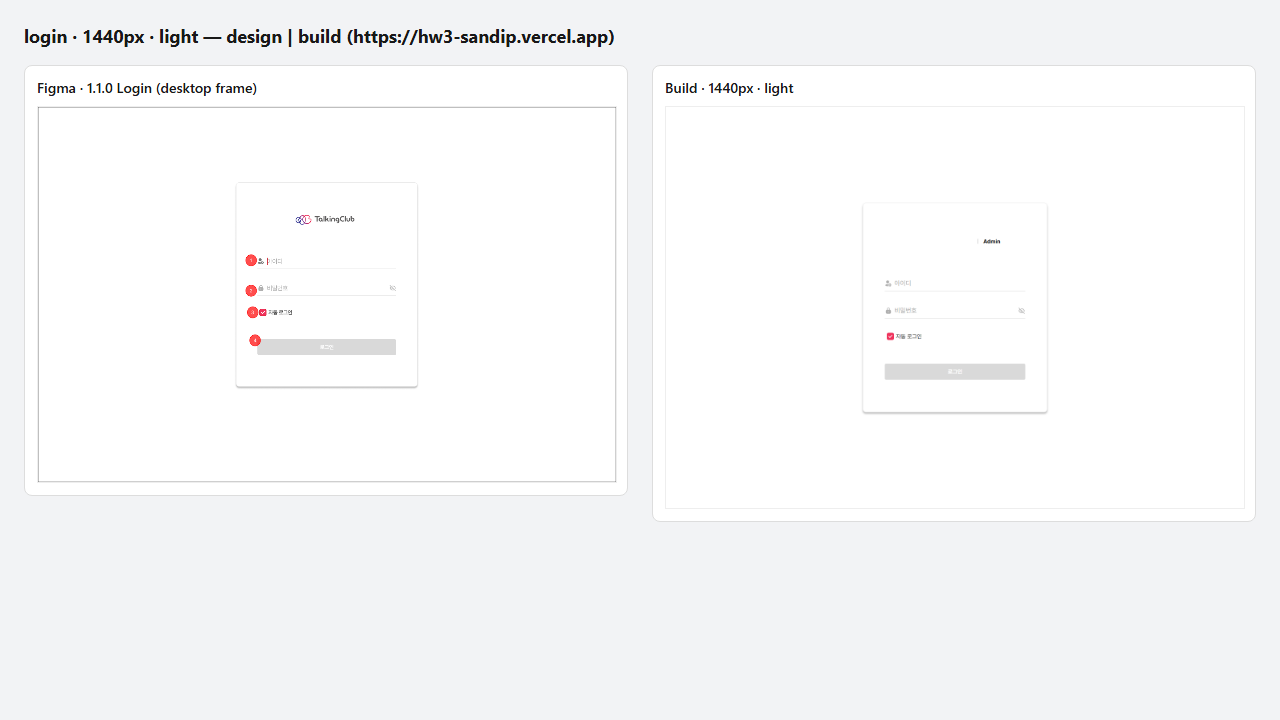 login · 1440px · light — design | build (https://hw3-sandip.vercel.app)
Figma · 1.1.0 Login (desktop frame)
TalkingClub
아이디
비밀번호
자동 로그인
로그인
Build · 1440px · light
Admin
아이디
비밀번호
자동 로그인
로그인